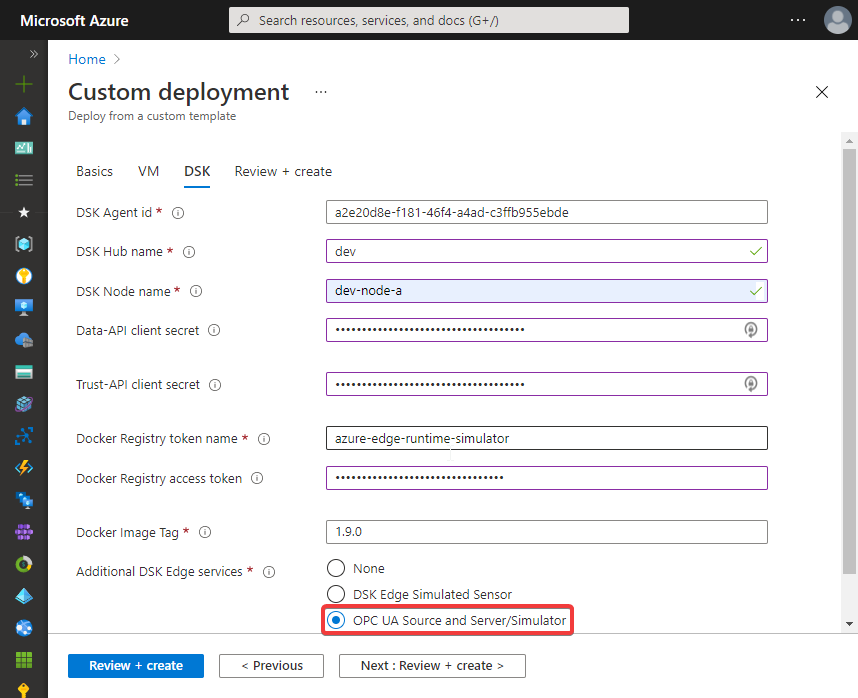 Microsoft Azure
Search resources, services, and docs (G+/)
Home
Custom deployment
Deploy from a custom template
Basics VM DSK Review + create
DSK Agent id * a2e20d8e-f181-46f4-a4ad-c3ffb955ebde
DSK Hub name * dev
DSK Node name * dev-node-a
Data-API client secret
Trust-API client secret
Docker Registry token name * azure-edge-runtime-simulator
Docker Registry access token
Docker Image Tag * 1.9.0
Additional DSK Edge services * None
DSK Edge Simulated Sensor
OPC UA Source and Server/Simulator
Review + create < Previous Next : Review + create >